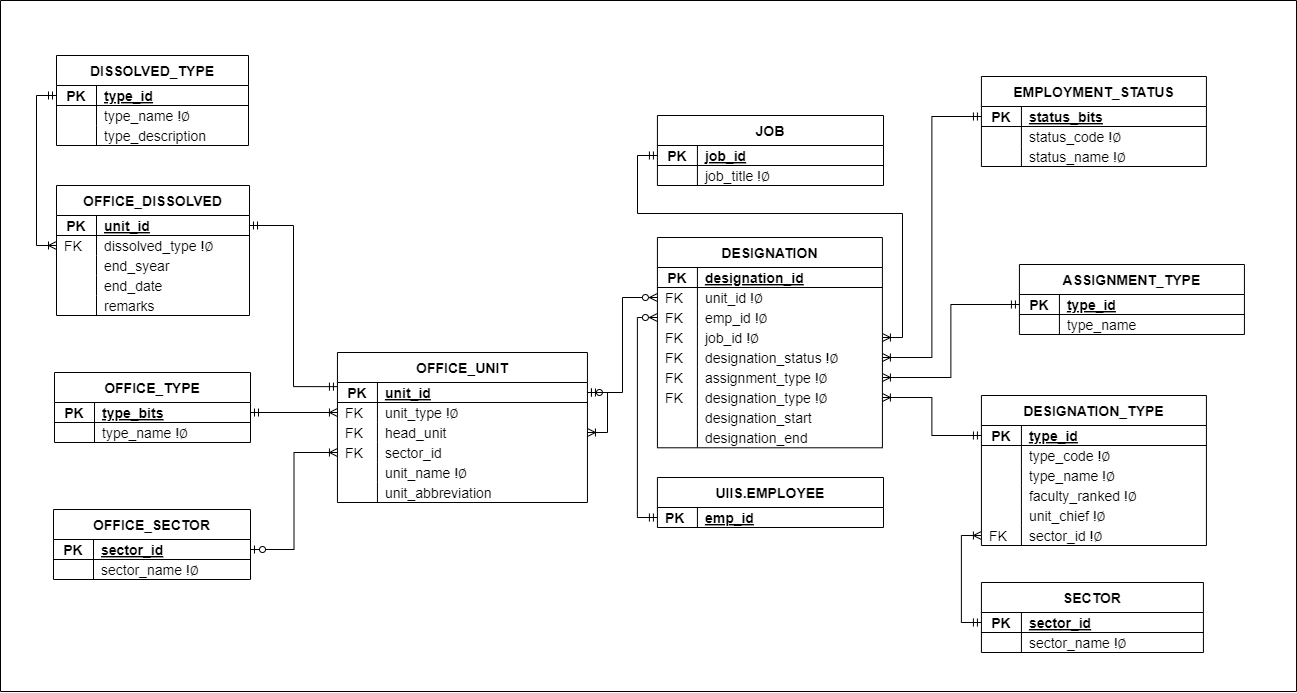 DISSOLVED_TYPE
PK type_id
type_name !Ø
type_description
OFFICE_DISSOLVED
PK unit_id
FK dissolved_type !Ø
end_syear
end_date
remarks
OFFICE_TYPE
PK type_bits
type_name !Ø
OFFICE_SECTOR
PK sector_id
sector_name !Ø
OFFICE_UNIT
PK unit_id
FK unit_type !Ø
FK head_unit
FK sector_id
unit_name !Ø
unit_abbreviation
JOB
PK job_id
job_title !Ø
DESIGNATION
PK designation_id
FK unit_id !Ø
FK emp_id !Ø
FK job_id !Ø
FK designation_status !Ø
FK assignment_type !Ø
FK designation_type !Ø
designation_start
designation_end
UIIS.EMPLOYEE
PK emp_id
EMPLOYMENT_STATUS
PK status_bits
status_code !Ø
status_name !Ø
ASSIGNMENT_TYPE
PK type_id
type_name
DESIGNATION_TYPE
PK type_id
type_code !Ø
type_name !Ø
faculty_ranked !Ø
unit_chief !Ø
FK sector_id !Ø
SECTOR
PK sector_id
sector_name !Ø